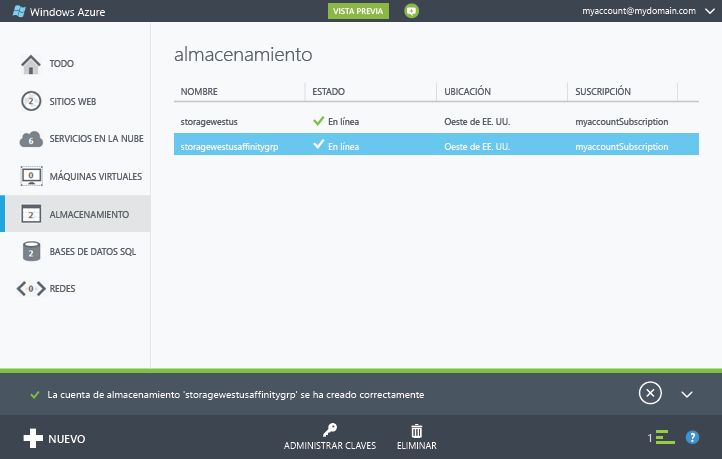 Windows Azure
VISTA PREVIA
myaccount@mydomain.com
TODO
2 SITIOS WEB
6 SERVICIOS EN LA NUBE
0 MÁQUINAS VIRTUALES
2 ALMACENAMIENTO
2 BASES DE DATOS SQL
0 REDES
almacenamiento
NOMBRE ESTADO UBICACIÓN SUSCRIPCIÓN
storagewestus En línea Oeste de EE. UU. myaccountSubscription
storagewestusaffinitygrp En línea Oeste de EE. UU. myaccountSubscription
La cuenta de almacenamiento 'storagewestusaffinitygrp' se ha creado correctamente
NUEVO
ADMINISTRAR CLAVES
ELIMINAR
1
?